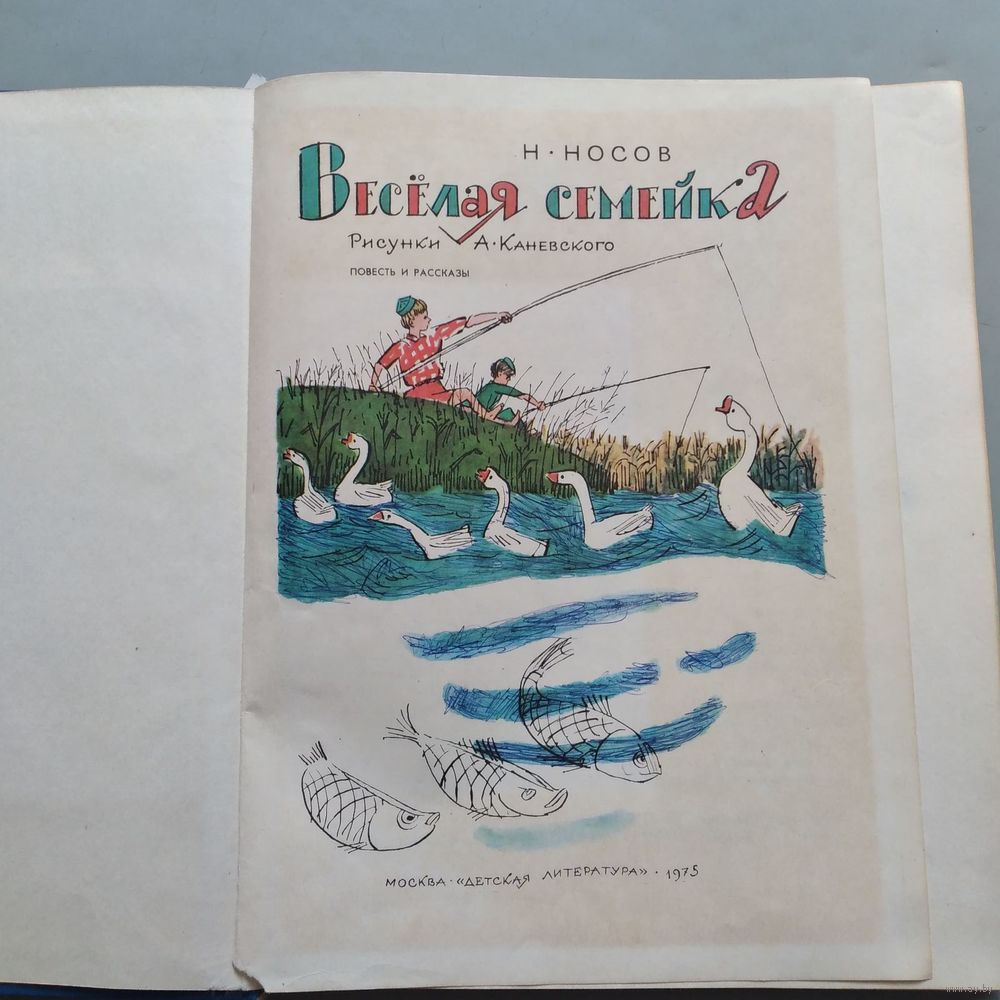 Н·НОСОВ
ВЕСЁЛАЯ СЕМЕЙКА
РИСУНКИ А·КАНЕВСКОГО
ПОВЕСТЬ И РАССКАЗЫ
МОСКВА·«ДЕТСКАЯ ЛИТЕРАТУРА»·1975